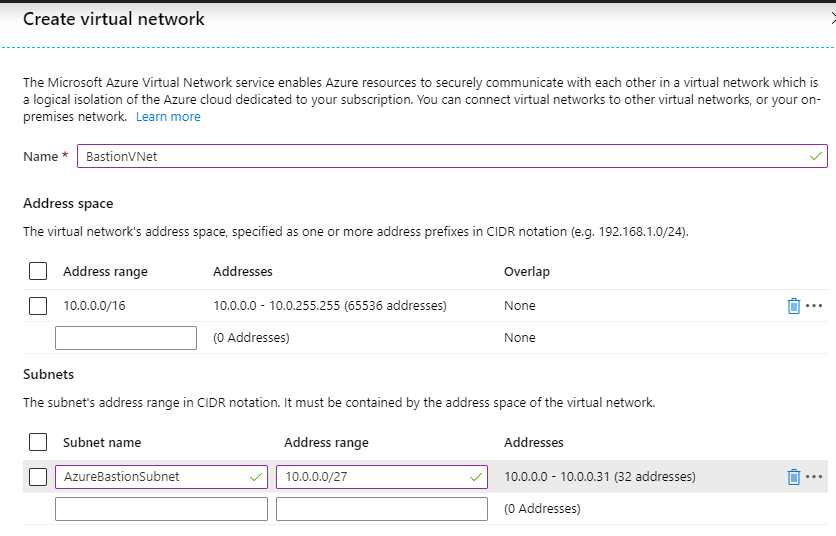 Create virtual network
The Microsoft Azure Virtual Network service enables Azure resources to securely communicate with each other in a virtual network which is
a logical isolation of the Azure cloud dedicated to your subscription. You can connect virtual networks to other virtual networks, or your on-
premises network. Learn more
Name * BastionVNet
Address space
The virtual network's address space, specified as one or more address prefixes in CIDR notation (e.g. 192.168.1.0/24).
Address range Addresses Overlap
10.0.0.0/16 10.0.0.0 - 10.0.255.255 (65536 addresses) None
(0 Addresses) None
Subnets
The subnet's address range in CIDR notation. It must be contained by the address space of the virtual network.
Subnet name Address range Addresses
AzureBastionSubnet 10.0.0.0/27 10.0.0.0 - 10.0.0.31 (32 addresses)
(0 Addresses)